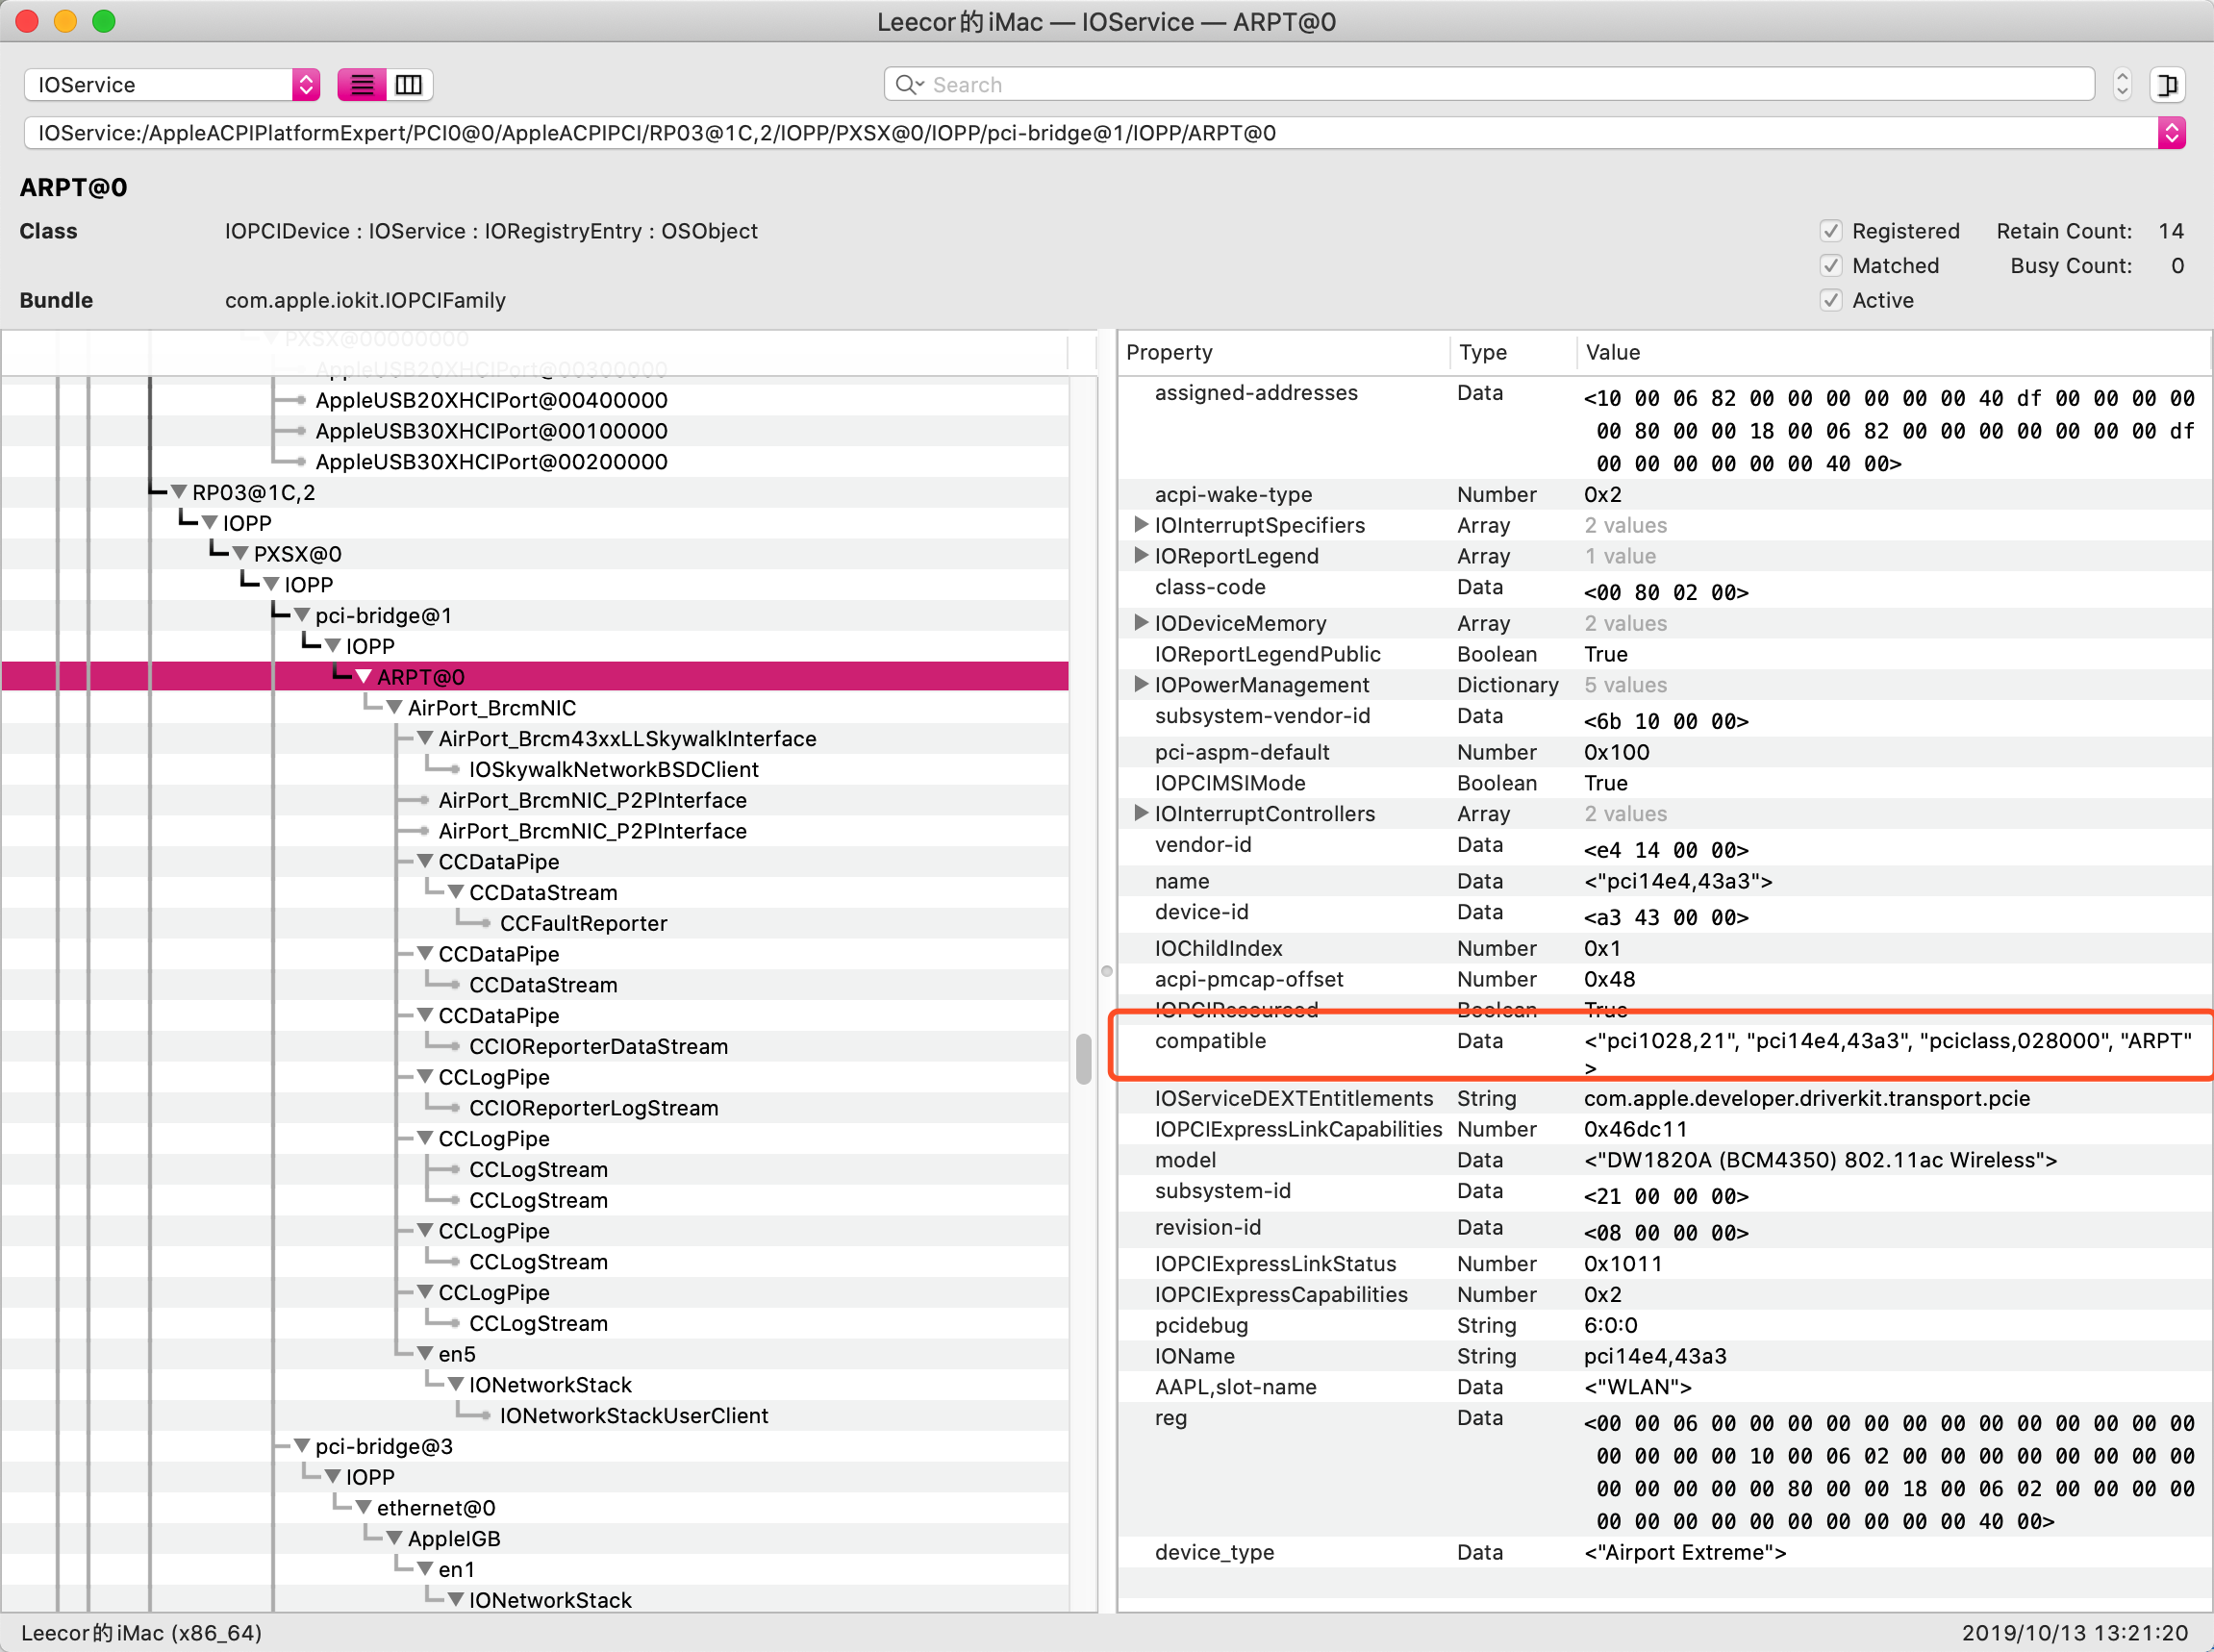 Leecor的iMac — IOService — ARPT@0
IOService
Search
IOService:/AppleACPIPlatformExpert/PCI0@0/AppleACPIPCI/RP03@1C,2/IOPP/PXSX@0/IOPP/pci-bridge@1/IOPP/ARPT@0
ARPT@0
Class IOPCIDevice : IOService : IORegistryEntry : OSObject
Registered Retain Count: 14
Matched Busy Count: 0
Bundle com.apple.iokit.IOPCIFamily
Active
PXSX@00000000
AppleUSB20XHCIPort@00300000
AppleUSB20XHCIPort@00400000
AppleUSB30XHCIPort@00100000
AppleUSB30XHCIPort@00200000
RP03@1C,2
IOPP
PXSX@0
IOPP
pci-bridge@1
IOPP
ARPT@0
AirPort_BrcmNIC
AirPort_Brcm43xxLLSkywalkInterface
IOSkywalkNetworkBSDClient
AirPort_BrcmNIC_P2PInterface
AirPort_BrcmNIC_P2PInterface
CCDataPipe
CCDataStream
CCFaultReporter
CCDataPipe
CCDataStream
CCDataPipe
CCIOReporterDataStream
CCLogPipe
CCIOReporterLogStream
CCLogPipe
CCLogStream
CCLogStream
CCLogPipe
CCLogStream
CCLogPipe
CCLogStream
en5
IONetworkStack
IONetworkStackUserClient
pci-bridge@3
IOPP
ethernet@0
AppleIGB
en1
IONetworkStack
Property Type Value
assigned-addresses Data <10 00 06 82 00 00 00 00 00 00 40 df 00 00 00 00
00 80 00 00 18 00 06 82 00 00 00 00 00 00 00 df
00 00 00 00 00 00 40 00>
acpi-wake-type Number 0x2
IOInterruptSpecifiers Array 2 values
IOReportLegend Array 1 value
class-code Data <00 80 02 00>
IODeviceMemory Array 2 values
IOReportLegendPublic Boolean True
IOPowerManagement Dictionary 5 values
subsystem-vendor-id Data <6b 10 00 00>
pci-aspm-default Number 0x100
IOPCIMSIMode Boolean True
IOInterruptControllers Array 2 values
vendor-id Data <e4 14 00 00>
name Data <"pci14e4,43a3">
device-id Data <a3 43 00 00>
IOChildIndex Number 0x1
acpi-pmcap-offset Number 0x48
IOPCIResourced Boolean True
compatible Data <"pci1028,21", "pci14e4,43a3", "pciclass,028000", "ARPT"
>
IOServiceDEXTEntitlements String com.apple.developer.driverkit.transport.pcie
IOPCIExpressLinkCapabilities Number 0x46dc11
model Data <"DW1820A (BCM4350) 802.11ac Wireless">
subsystem-id Data <21 00 00 00>
revision-id Data <08 00 00 00>
IOPCIExpressLinkStatus Number 0x1011
IOPCIExpressCapabilities Number 0x2
pcidebug String 6:0:0
IOName String pci14e4,43a3
AAPL,slot-name Data <"WLAN">
reg Data <00 00 06 00 00 00 00 00 00 00 00 00 00 00 00 00
00 00 00 00 10 00 06 02 00 00 00 00 00 00 00 00
00 00 00 00 00 80 00 00 18 00 06 02 00 00 00 00
00 00 00 00 00 00 00 00 00 00 40 00>
device_type Data <"Airport Extreme">
Leecor的iMac (x86_64)
2019/10/13 13:21:20